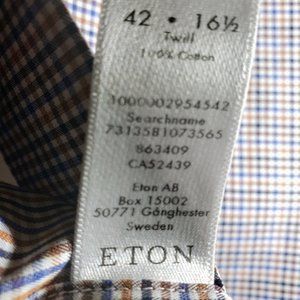 42 • 16½
Twill
100% Cotton
1000002954542
Searchname
7313581073565
863409
CA52439
Eton AB
Box 15002
50771 Gånghester
Sweden
ETON